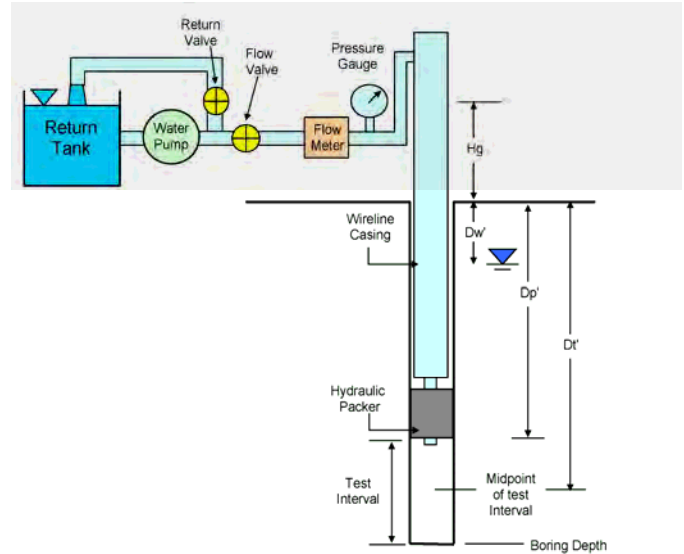 Return
Valve
Flow
Valve
Pressure
Gauge
Return
Tank
Water
Pump
Flow
Meter
Hg
Wireline
Casing
Dw'
Dp'
Dt'
Hydraulic
Packer
Test
Interval
Midpoint
of test
Interval
Boring Depth